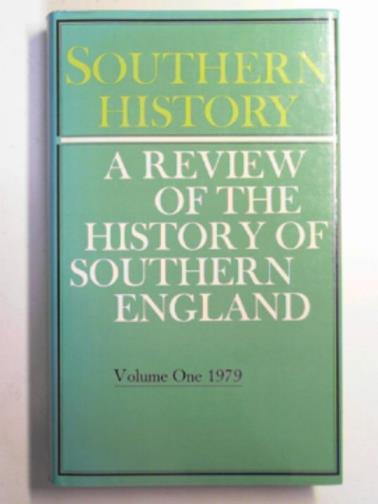 SOUTHERN
HISTORY
A REVIEW
OF THE
HISTORY OF
SOUTHERN
ENGLAND
Volume One 1979